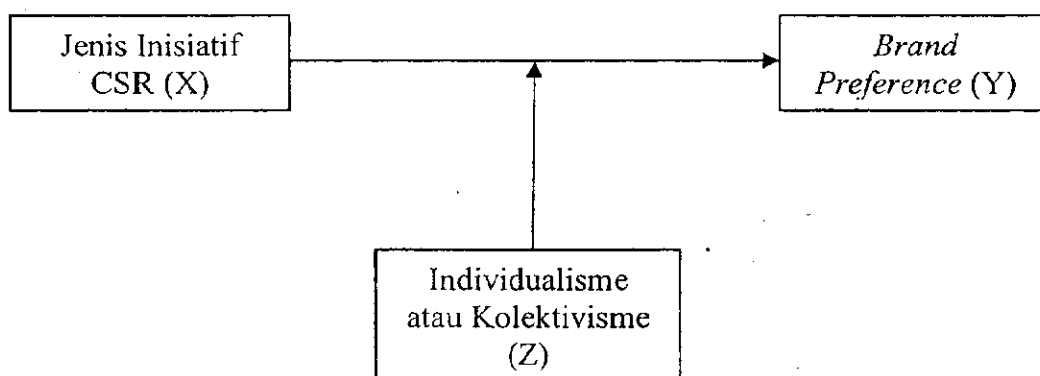 Jenis Inisiatif
CSR (X)
Brand
Preference (Y)
Individualisme
atau Kolektivisme
(Z)